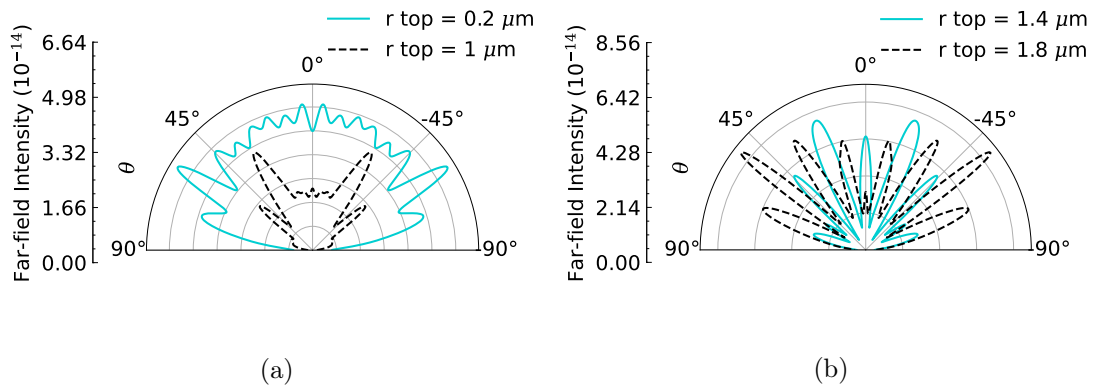 r top = 0.2 μm
r top = 1 μm
Far-field Intensity (10⁻¹⁴)
6.64
4.98
3.32
1.66
0.00
θ
0°
45°
-45°
90°
-90°
(a)
r top = 1.4 μm
r top = 1.8 μm
Far-field Intensity (10⁻¹⁴)
8.56
6.42
4.28
2.14
0.00
θ
0°
45°
-45°
90°
-90°
(b)